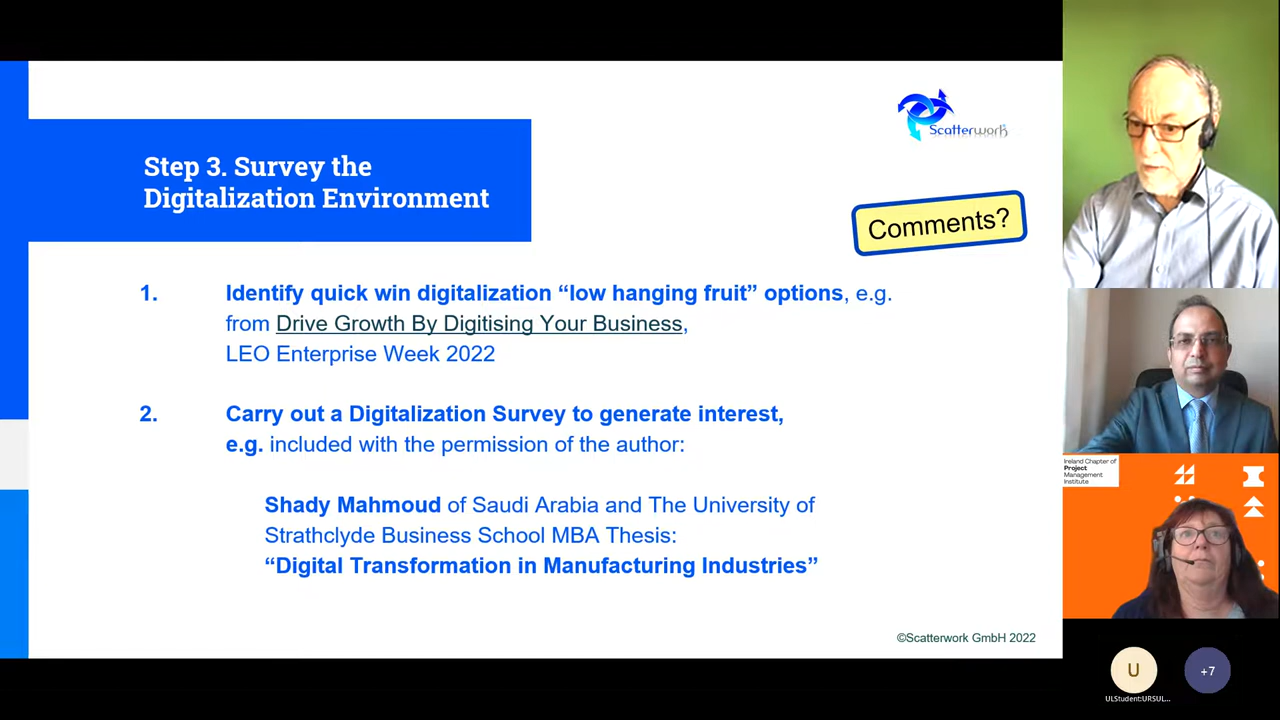 Step 3. Survey the
Digitalization Environment
Scatterwork
Comments?
1. Identify quick win digitalization “low hanging fruit” options, e.g.
from Drive Growth By Digitising Your Business,
LEO Enterprise Week 2022
2. Carry out a Digitalization Survey to generate interest,
e.g. included with the permission of the author:
Shady Mahmoud of Saudi Arabia and The University of
Strathclyde Business School MBA Thesis:
“Digital Transformation in Manufacturing Industries”
©Scatterwork GmbH 2022
Ireland Chapter of
Project
Management
Institute
U
ULStudent:URSUL...
+7